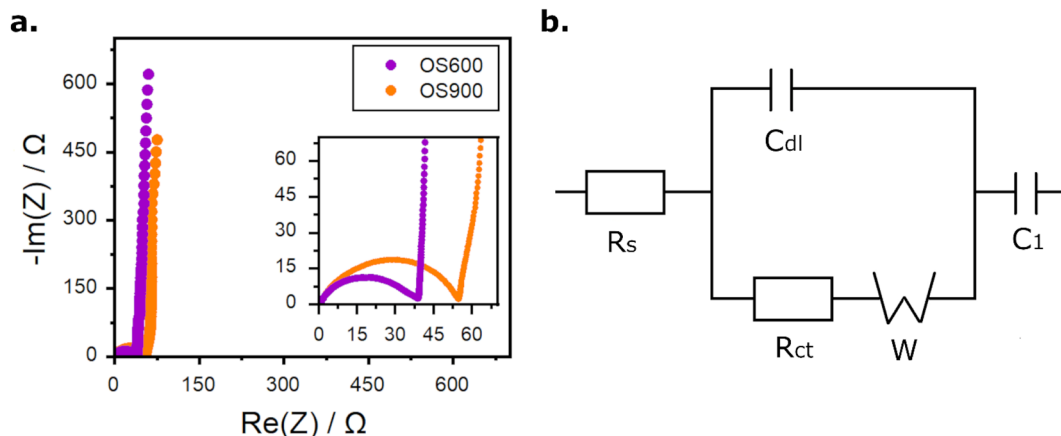 a.
600
450
300
150
0
-Im(Z) / Ω
OS600
OS900
60
45
30
15
0
0 15 30 45 60
0 150 300 450 600
Re(Z) / Ω
b.
Cdl
Rs
C1
Rct
W